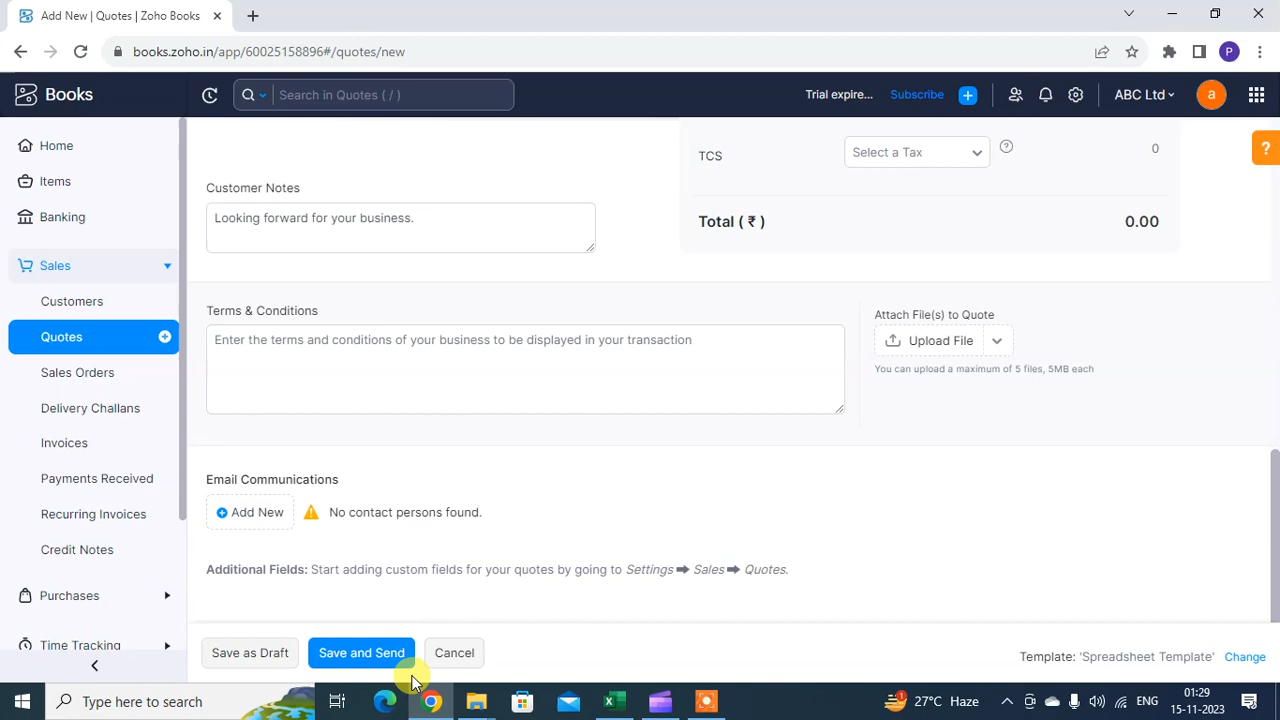 Add New | Quotes | Zoho Books
books.zoho.in/app/60025158896#/quotes/new
P
Books
Search in Quotes ( / )
Trial expire...
Subscribe
ABC Ltd
a
Home
Items
Banking
Sales
Customers
Quotes
Sales Orders
Delivery Challans
Invoices
Payments Received
Recurring Invoices
Credit Notes
Purchases
Time Tracking
TCS
Select a Tax
?
0
?
Customer Notes
Looking forward for your business.
Total ( ₹ )
0.00
Terms & Conditions
Enter the terms and conditions of your business to be displayed in your transaction
Attach File(s) to Quote
Upload File
You can upload a maximum of 5 files, 5MB each
Email Communications
Add New
No contact persons found.
Additional Fields: Start adding custom fields for your quotes by going to Settings ➡ Sales ➡ Quotes.
Save as Draft
Save and Send
Cancel
Template: 'Spreadsheet Template' Change
Type here to search
1
27°C Haze
ENG
01:29
15-11-2023